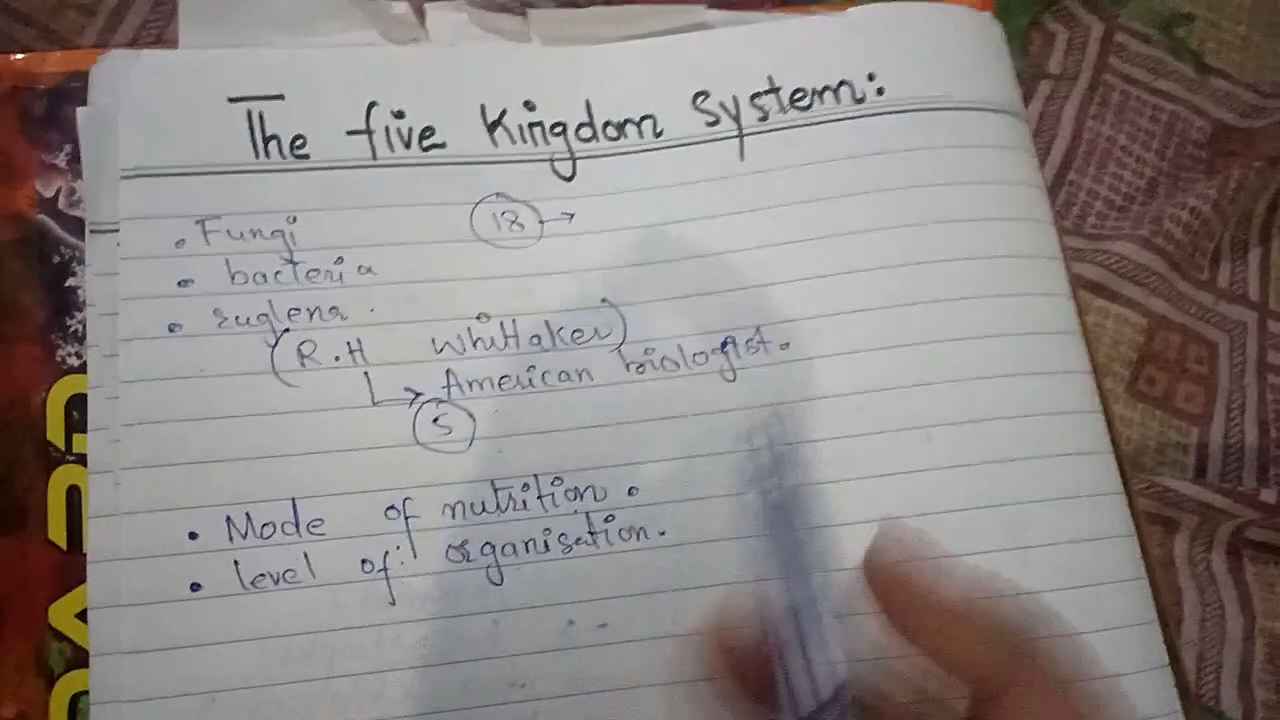 The five Kingdom system:
• Fungi
18 →
• bacteria
• euglena.
(R.H Whittaker)
↳ American biologist.
5
• Mode of nutrition.
• level of organisation.